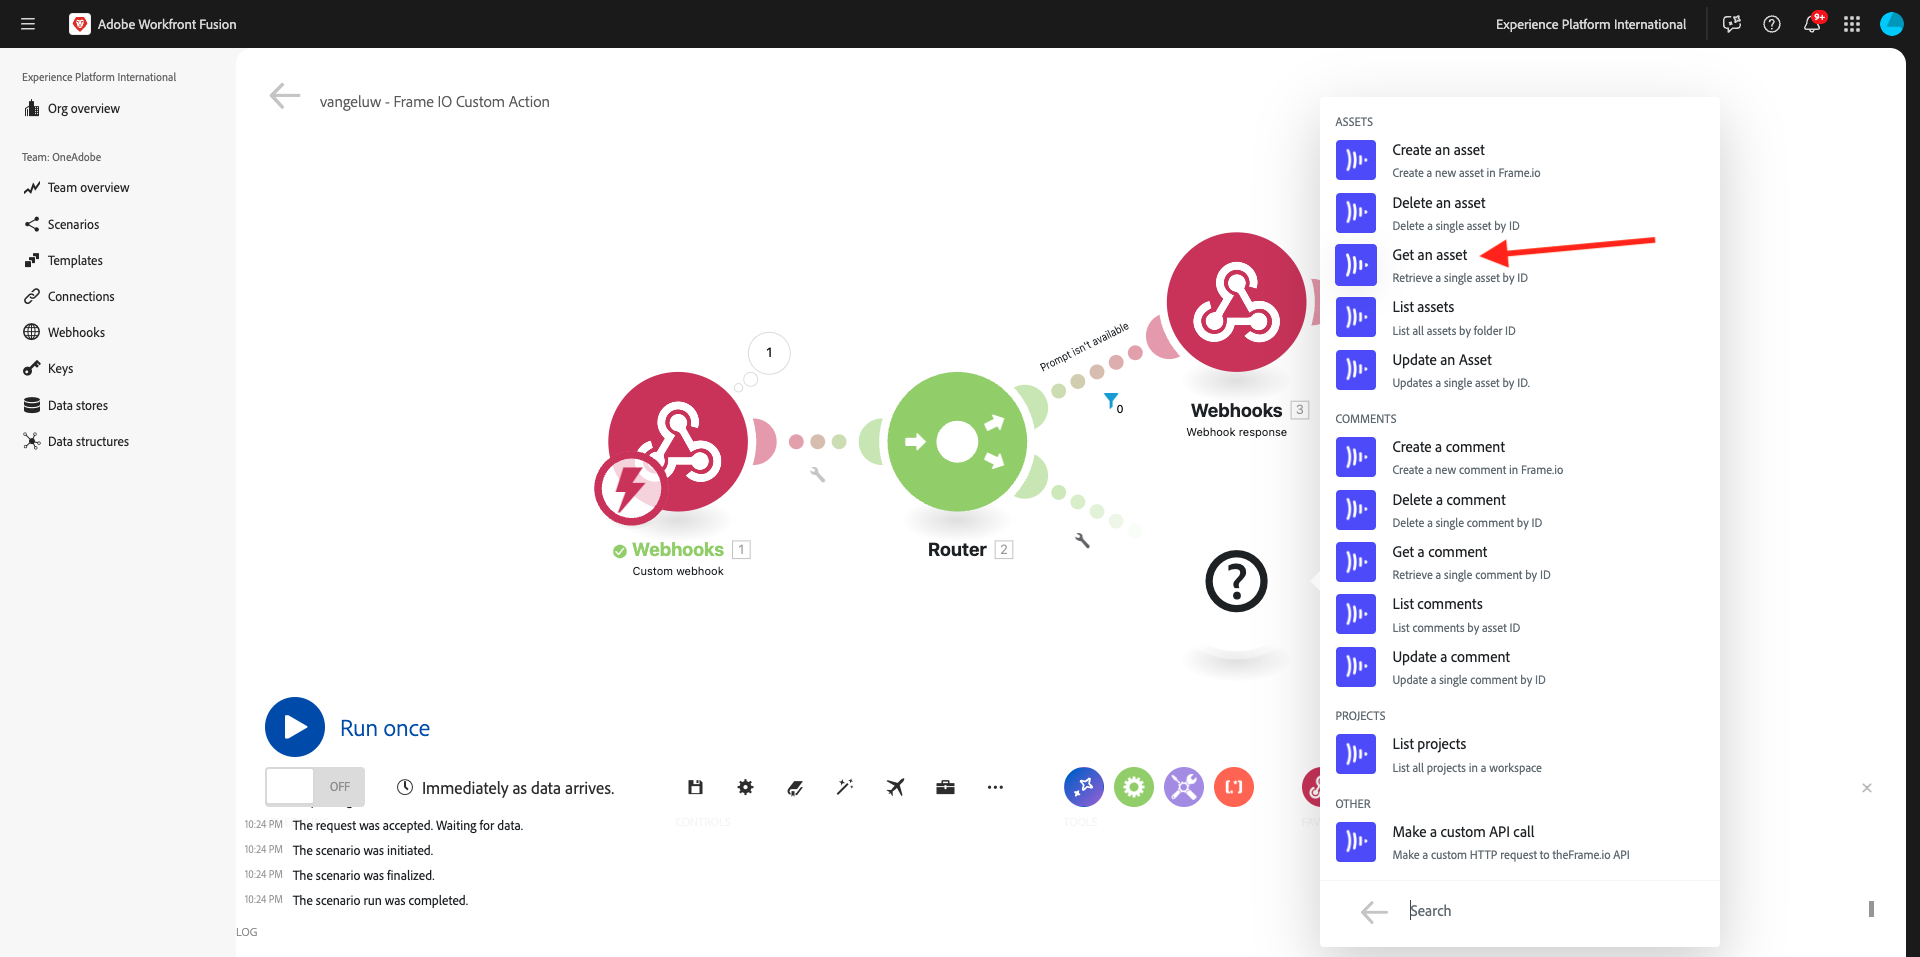 Adobe Workfront Fusion
Experience Platform International
9+
Experience Platform International
Org overview
Team: OneAdobe
Team overview
Scenarios
Templates
Connections
Webhooks
Keys
Data stores
Data structures
vangeluw - Frame IO Custom Action
1
Webhooks 1
Custom webhook
Router 2
Prompt isn't available
0
Webhooks 3
Webhook response
?
Run once
OFF
Immediately as data arrives.
CONTROLS
TOOLS
10:24 PM The request was accepted. Waiting for data.
10:24 PM The scenario was initiated.
10:24 PM The scenario was finalized.
10:24 PM The scenario run was completed.
LOG
ASSETS
Create an asset
Create a new asset in Frame.io
Delete an asset
Delete a single asset by ID
Get an asset
Retrieve a single asset by ID
List assets
List all assets by folder ID
Update an Asset
Updates a single asset by ID.
COMMENTS
Create a comment
Create a new comment in Frame.io
Delete a comment
Delete a single comment by ID
Get a comment
Retrieve a single comment by ID
List comments
List comments by asset ID
Update a comment
Update a single comment by ID
PROJECTS
List projects
List all projects in a workspace
OTHER
Make a custom API call
Make a custom HTTP request to theFrame.io API
Search